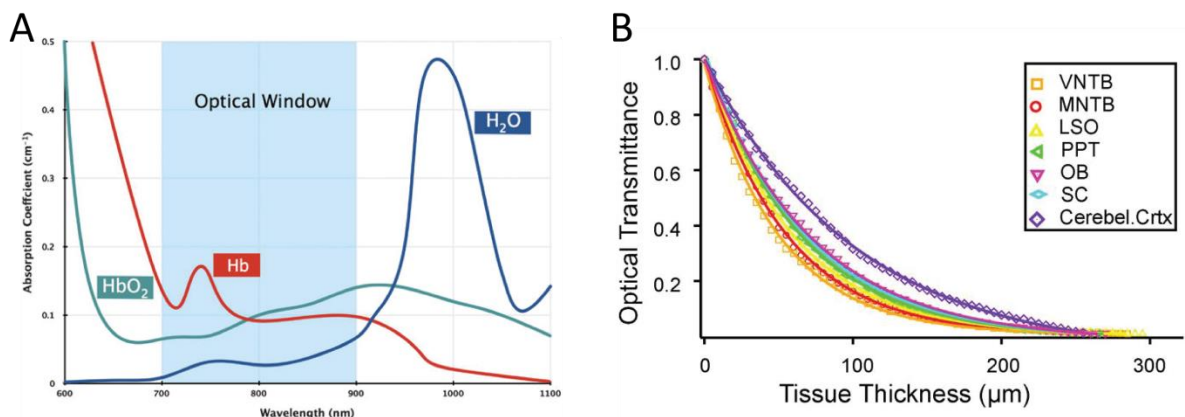 A
0.5
0.4
0.3
0.2
0.1
0
Absorption Coeffcient (cm⁻¹)
Optical Window
H₂O
Hb
HbO₂
600
700
800
900
1000
1100
Wavelength (nm)
B
1.0
0.8
0.6
0.4
0.2
Optical Transmittance
VNTB
MNTB
LSO
PPT
OB
SC
Cerebel.Crtx
0
100
200
300
Tissue Thickness (μm)